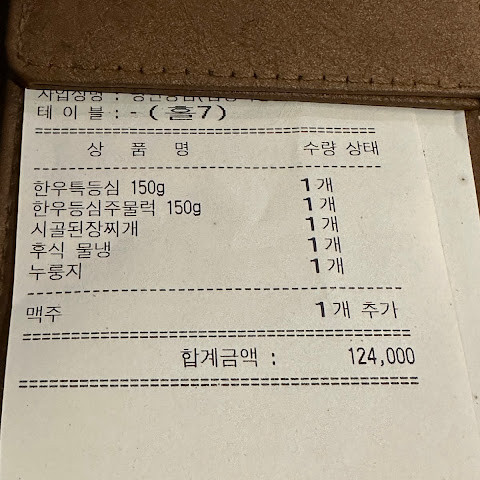 테 이 블 : - ( 홀7 )
상 품 명 수량 상태
한우특등심 150g 1 개
한우등심주물럭 150g 1 개
시골된장찌개 1 개
후식 물냉 1 개
누룽지 1 개
맥주 1 개 추가
합계금액 : 124,000